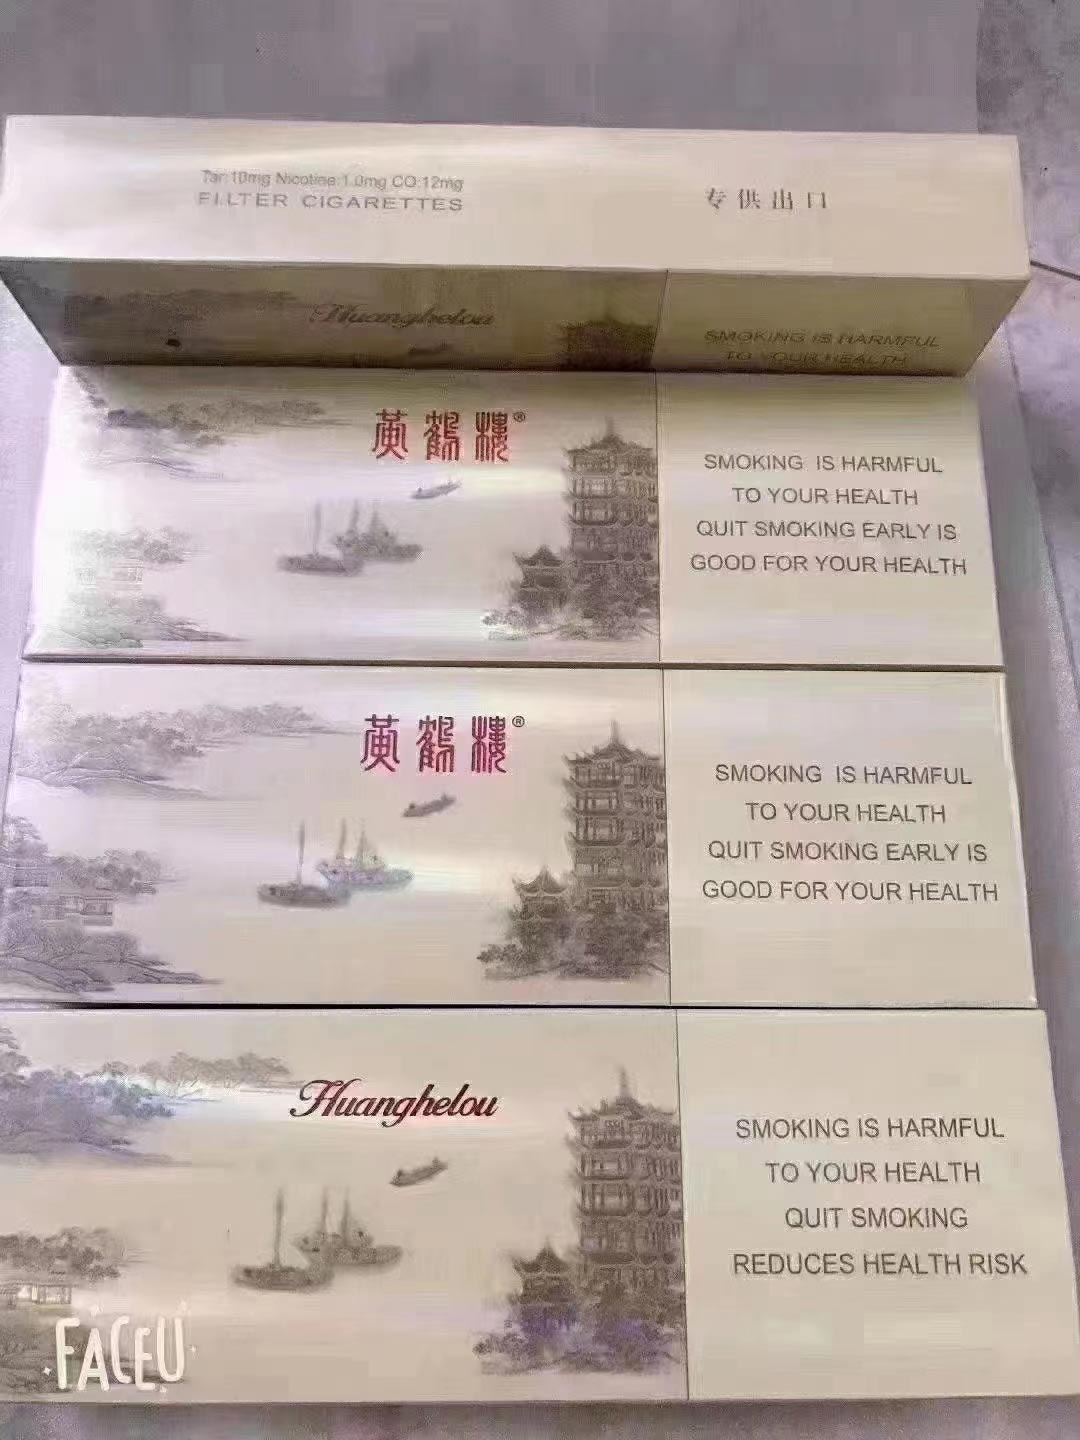 Tar:10mg Nicotine:1.0mg CO:12mg
FILTER CIGARETTES
专供出口
Huanghelou
SMOKING IS HARMFUL
TO YOUR HEALTH
黄鹤楼®
SMOKING IS HARMFUL
TO YOUR HEALTH
QUIT SMOKING EARLY IS
GOOD FOR YOUR HEALTH
黄鹤楼®
SMOKING IS HARMFUL
TO YOUR HEALTH
QUIT SMOKING EARLY IS
GOOD FOR YOUR HEALTH
Huanghelou
SMOKING IS HARMFUL
TO YOUR HEALTH
QUIT SMOKING
REDUCES HEALTH RISK
FACEU